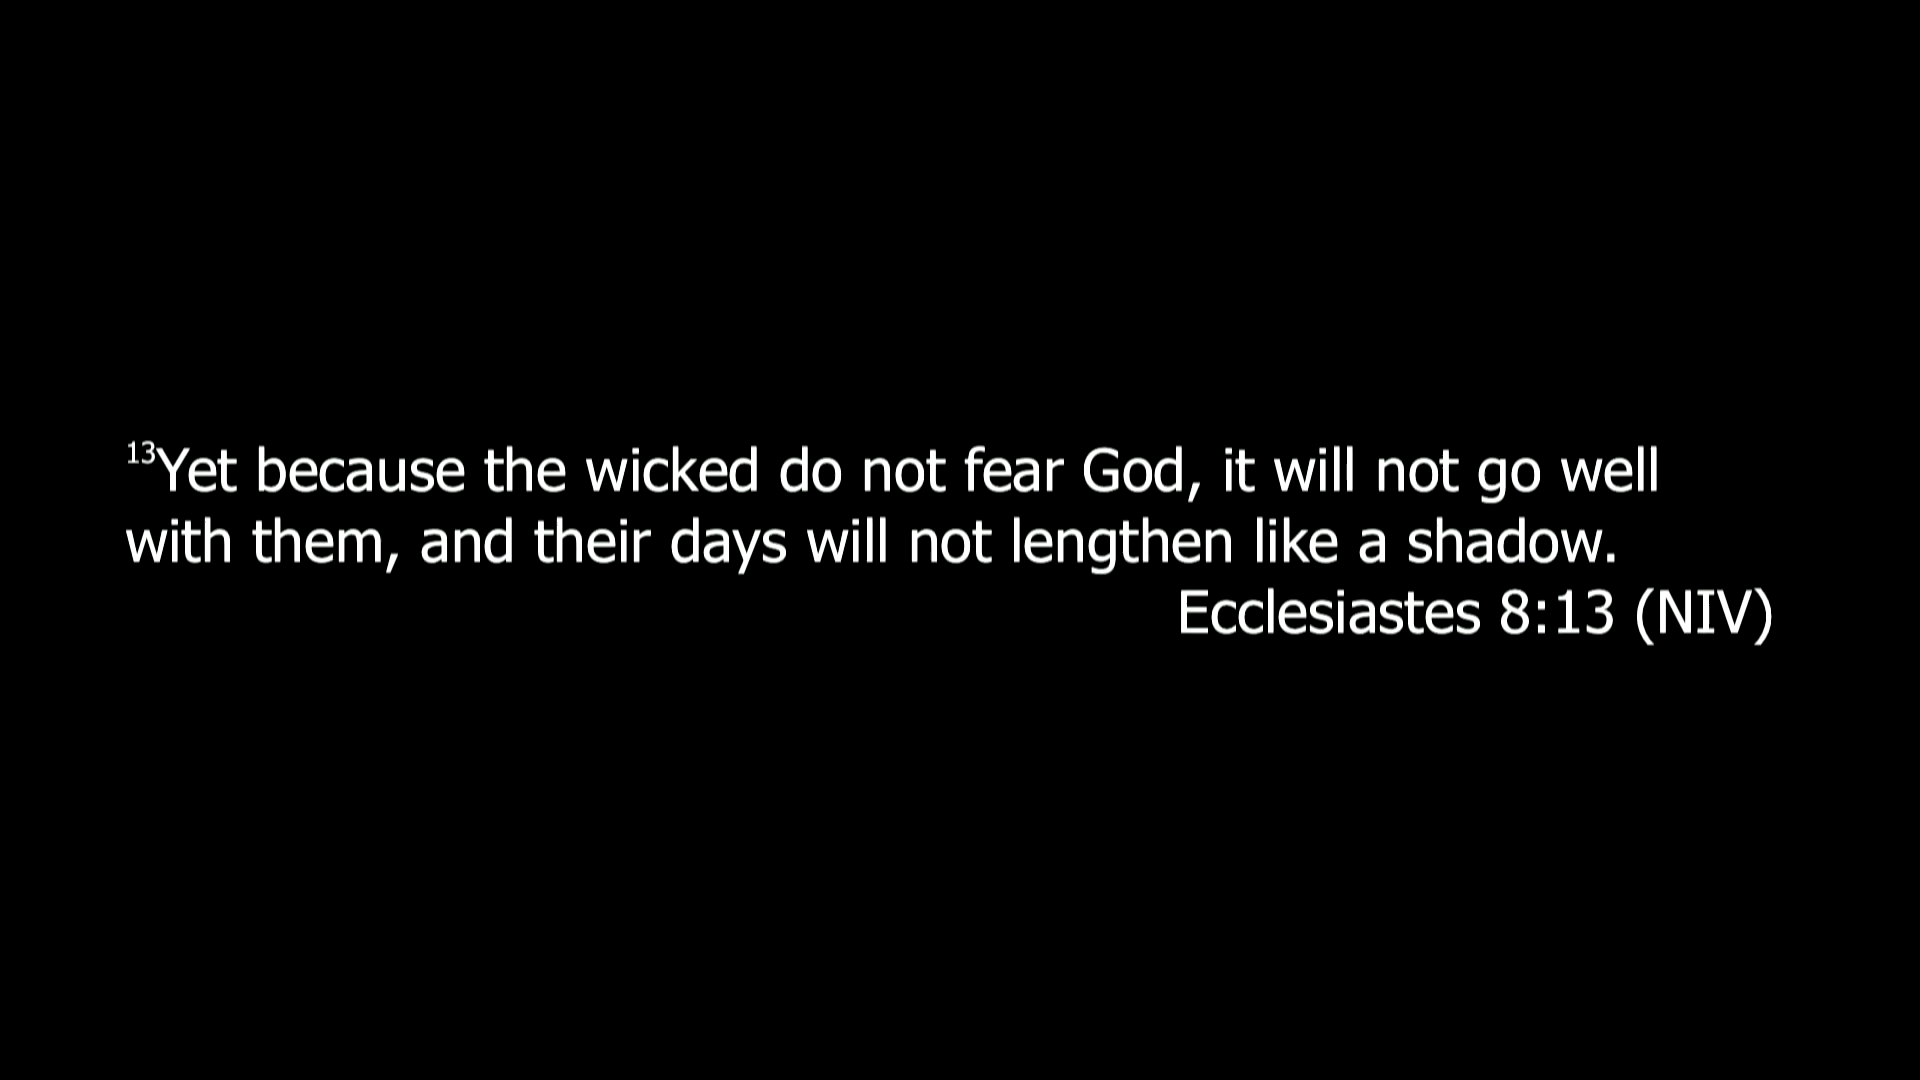 13Yet because the wicked do not fear God, it will not go well
with them, and their days will not lengthen like a shadow.
Ecclesiastes 8:13 (NIV)